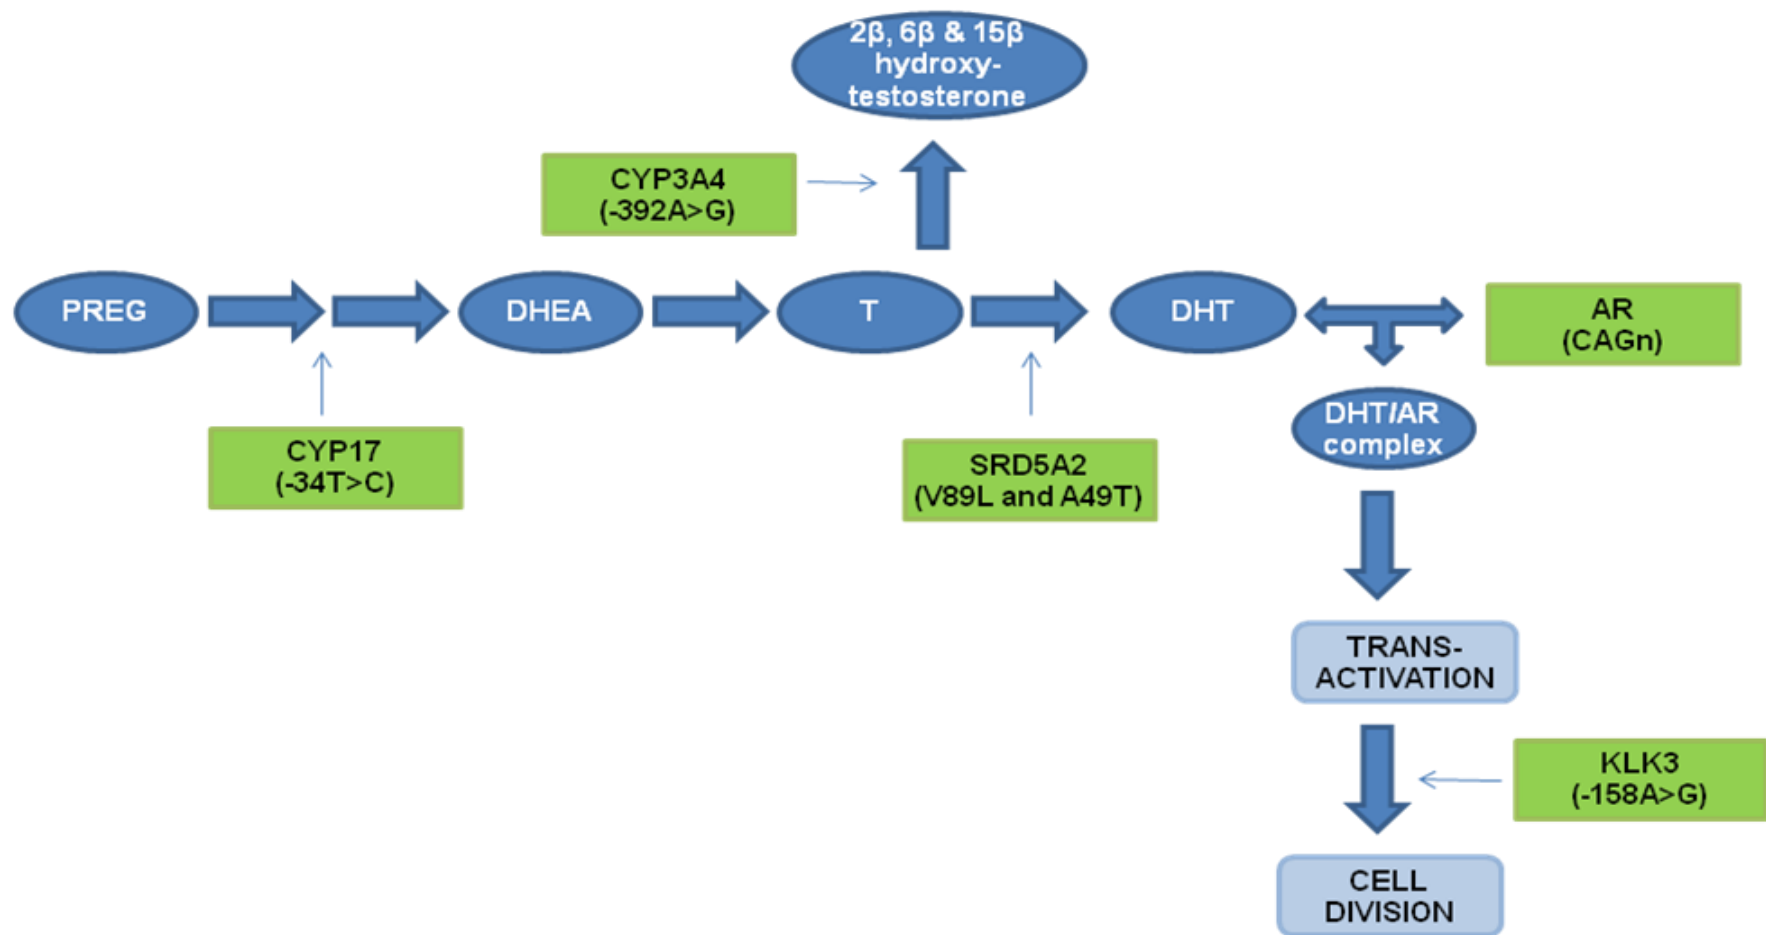 2β, 6β & 15β
hydroxy-
testosterone
CYP3A4
(-392A>G)
PREG
DHEA
T
DHT
AR
(CAGn)
DHT/AR
complex
CYP17
(-34T>C)
SRD5A2
(V89L and A49T)
TRANS-
ACTIVATION
KLK3
(-158A>G)
CELL
DIVISION